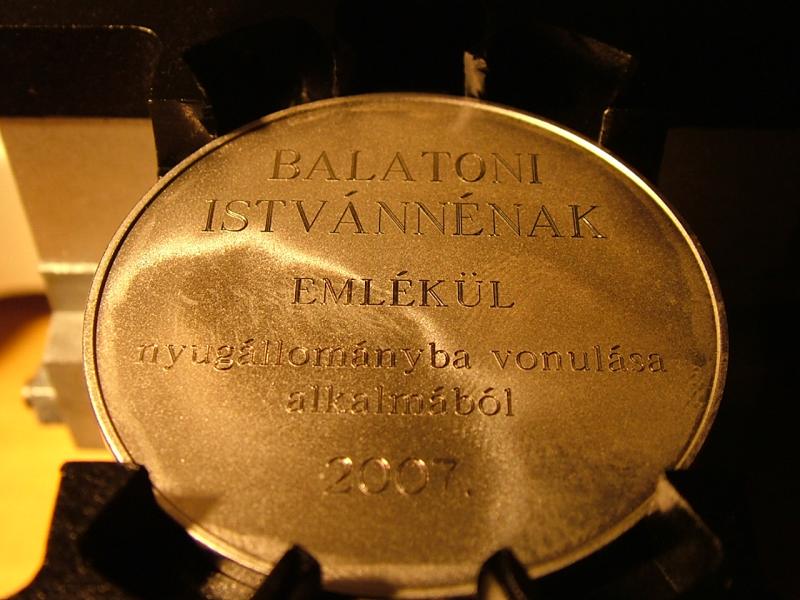 BALATONI
ISTVÁNNÉNAK
EMLÉKÜL
nyugállományba vonulása
alkalmából
2007.